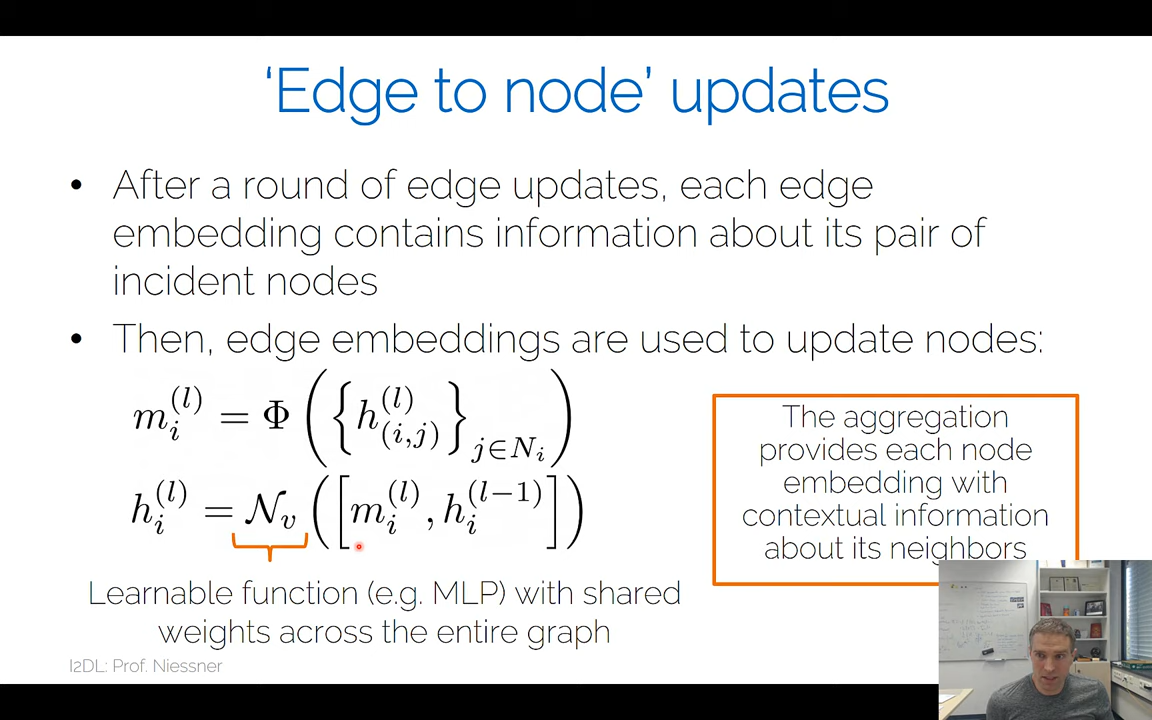 ‘Edge to node’ updates
• After a round of edge updates, each edge
embedding contains information about its pair of
incident nodes
• Then, edge embeddings are used to update nodes:
m_i^{(l)} = Φ ( { h_{(i,j)}^{(l)} }_{j∈N_i} )
h_i^{(l)} = 𝒩_v ( [ m_i^{(l)}, h_i^{(l−1)} ] )
Learnable function (e.g. MLP) with shared
weights across the entire graph
The aggregation
provides each node
embedding with
contextual information
about its neighbors
I2DL: Prof. Niessner